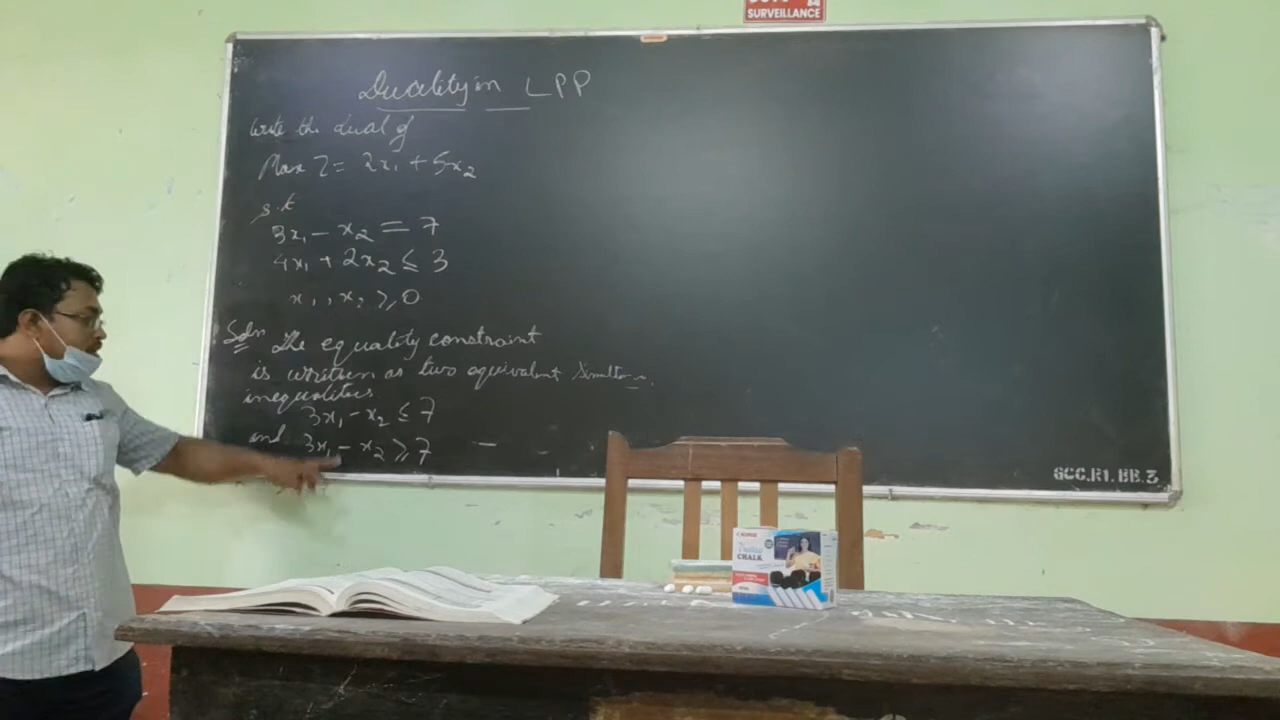 SURVEILLANCE
Duality in LPP
Write the dual of
Max Z = 2x₁ + 5x₂
s.t
3x₁ - x₂ = 7
4x₁ + 2x₂ ≤ 3
x₁, x₂ ≥ 0
Soln The equality constraint
is written as two equivalent
inequalities
3x₁ - x₂ ≤ 7
and 3x₁ - x₂ ≥ 7
GCC.R1.BB.3
CHALK